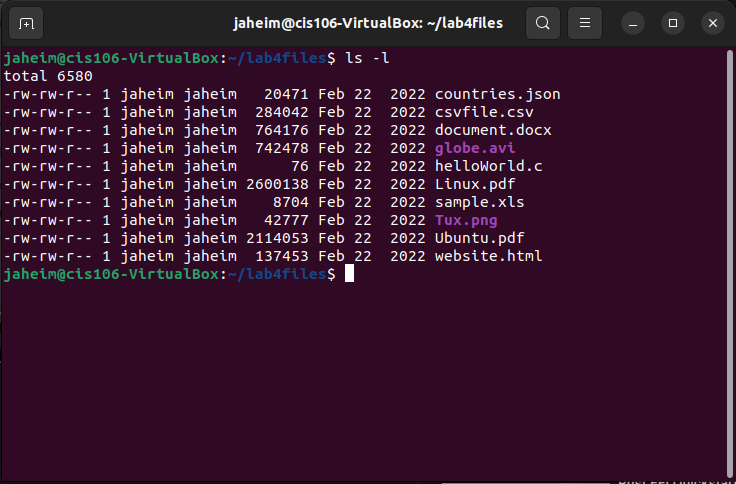 jaheim@cis106-VirtualBox: ~/lab4files
jaheim@cis106-VirtualBox:~/lab4files$ ls -l
total 6580
-rw-rw-r-- 1 jaheim jaheim   20471 Feb 22  2022 countries.json
-rw-rw-r-- 1 jaheim jaheim  284042 Feb 22  2022 csvfile.csv
-rw-rw-r-- 1 jaheim jaheim  764176 Feb 22  2022 document.docx
-rw-rw-r-- 1 jaheim jaheim  742478 Feb 22  2022 globe.avi
-rw-rw-r-- 1 jaheim jaheim      76 Feb 22  2022 helloWorld.c
-rw-rw-r-- 1 jaheim jaheim 2600138 Feb 22  2022 Linux.pdf
-rw-rw-r-- 1 jaheim jaheim    8704 Feb 22  2022 sample.xls
-rw-rw-r-- 1 jaheim jaheim   42777 Feb 22  2022 Tux.png
-rw-rw-r-- 1 jaheim jaheim 2114053 Feb 22  2022 Ubuntu.pdf
-rw-rw-r-- 1 jaheim jaheim  137453 Feb 22  2022 website.html
jaheim@cis106-VirtualBox:~/lab4files$